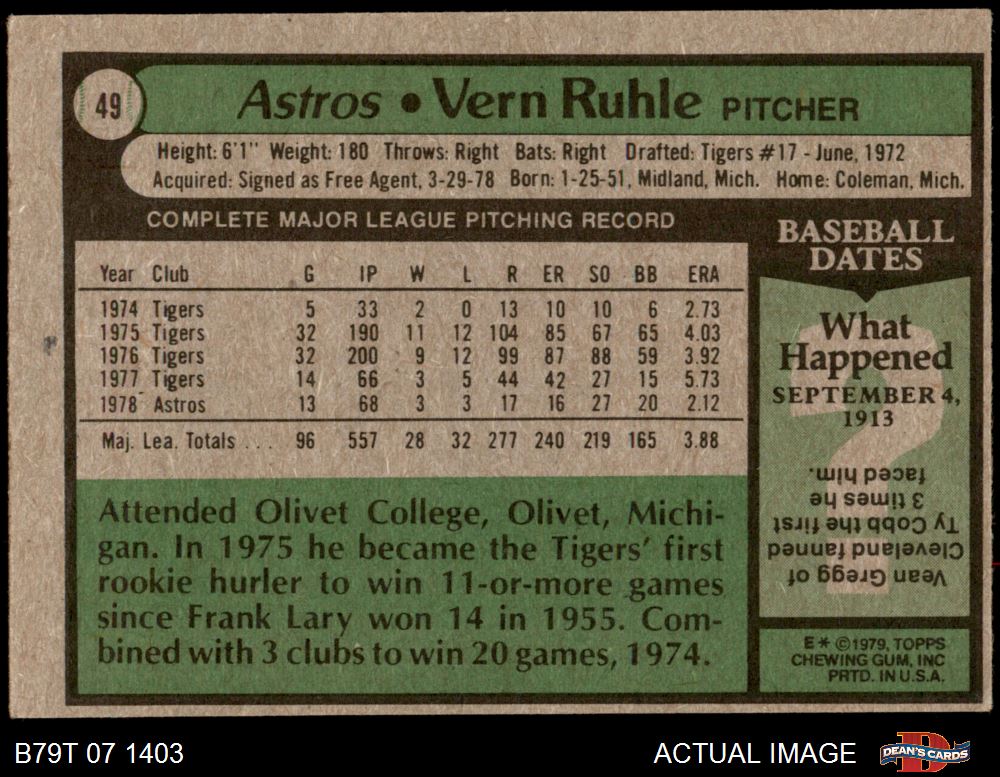 49
Astros • Vern Ruhle PITCHER
Height: 6'1" Weight: 180 Throws: Right Bats: Right Drafted: Tigers #17 - June, 1972
Acquired: Signed as Free Agent, 3-29-78 Born: 1-25-51, Midland, Mich. Home: Coleman, Mich.
COMPLETE MAJOR LEAGUE PITCHING RECORD
Year Club G IP W L R ER SO BB ERA
1974 Tigers 5 33 2 0 13 10 10 6 2.73
1975 Tigers 32 190 11 12 104 85 67 65 4.03
1976 Tigers 32 200 9 12 99 87 88 59 3.92
1977 Tigers 14 66 3 5 44 42 27 15 5.73
1978 Astros 13 68 3 3 17 16 27 20 2.12
Maj. Lea. Totals . . . 96 557 28 32 277 240 219 165 3.88
Attended Olivet College, Olivet, Michi-
gan. In 1975 he became the Tigers' first
rookie hurler to win 11-or-more games
since Frank Lary won 14 in 1955. Com-
bined with 3 clubs to win 20 games, 1974.
BASEBALL
DATES
What
Happened
SEPTEMBER 4,
1913
?
Vean Gregg of
Cleveland fanned
Ty Cobb the first
3 times he
faced him.
E * ©1979, TOPPS
CHEWING GUM, INC
PRTD. IN U.S.A.
B79T 07 1403
ACTUAL IMAGE
D
DEAN'S CARDS